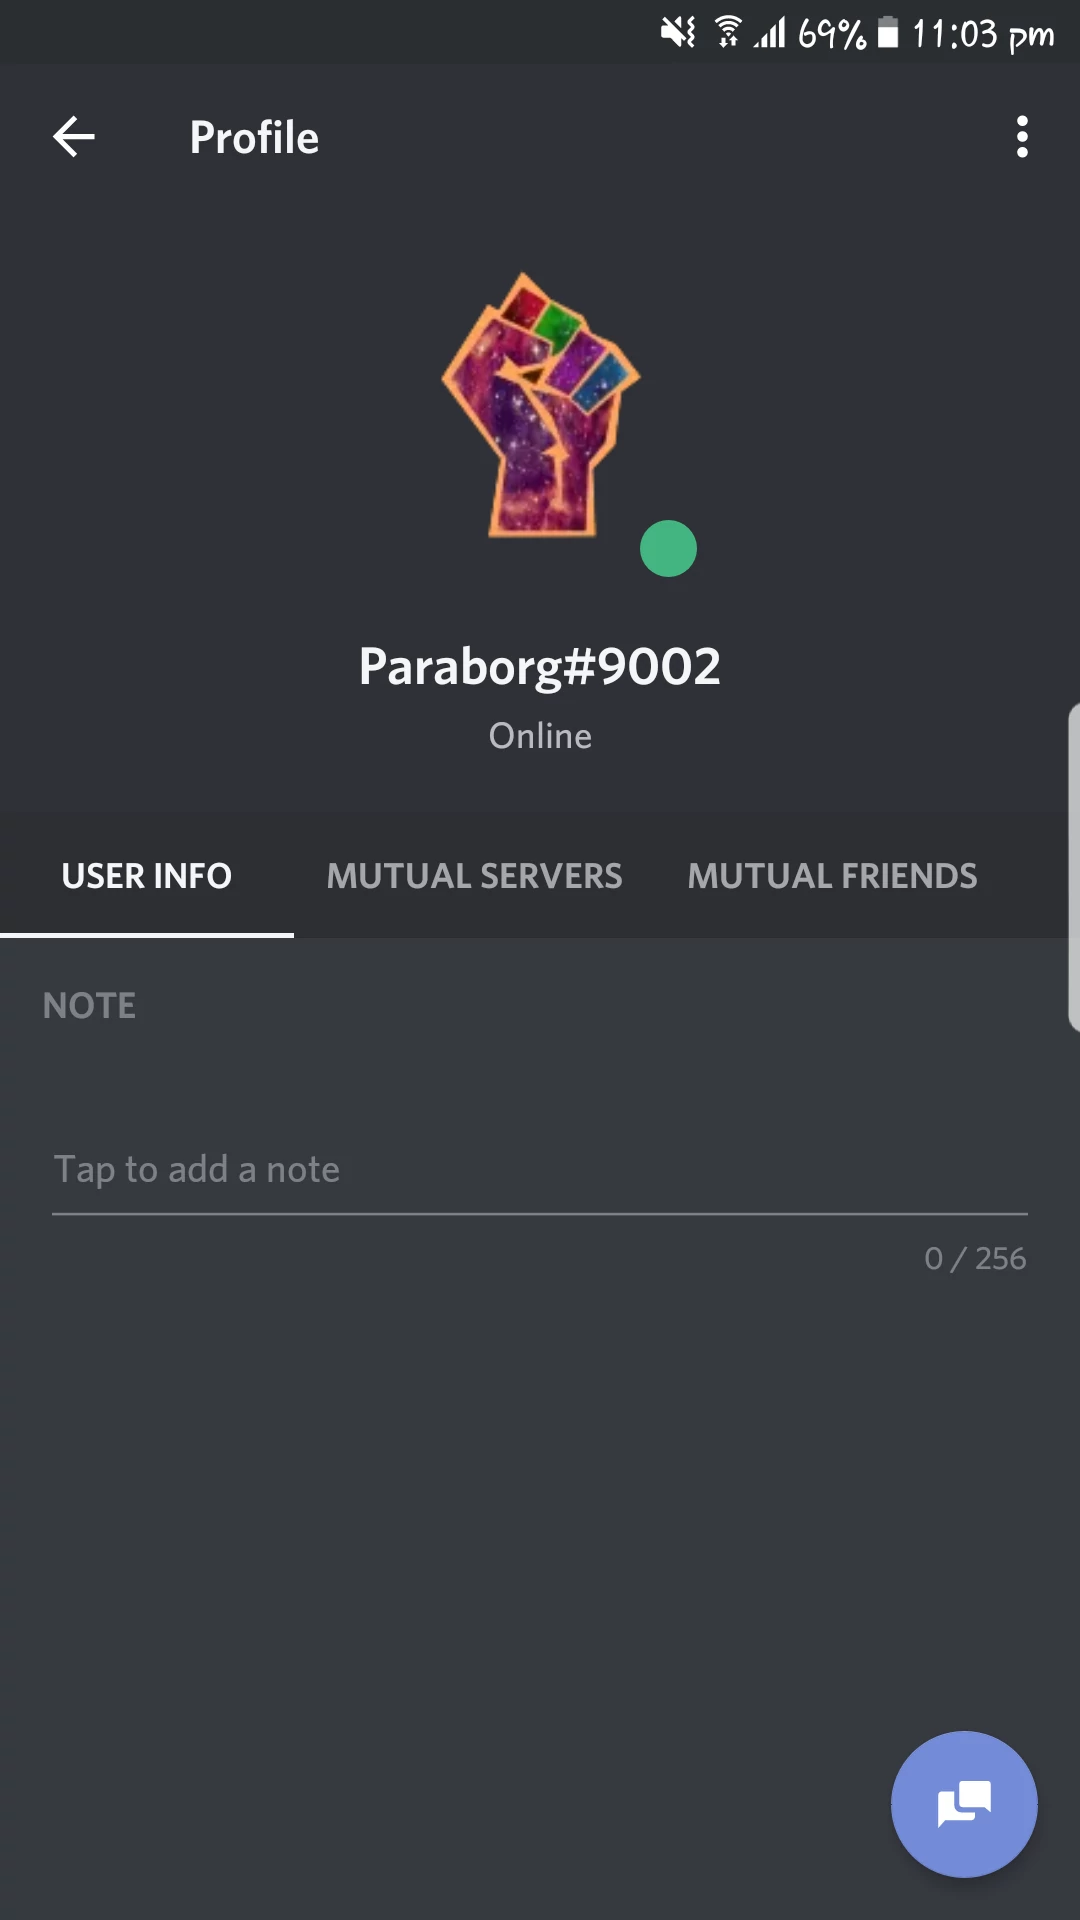 69% 11:03 pm
Profile
Paraborg#9002
Online
USER INFO MUTUAL SERVERS MUTUAL FRIENDS
NOTE
Tap to add a note
0 / 256